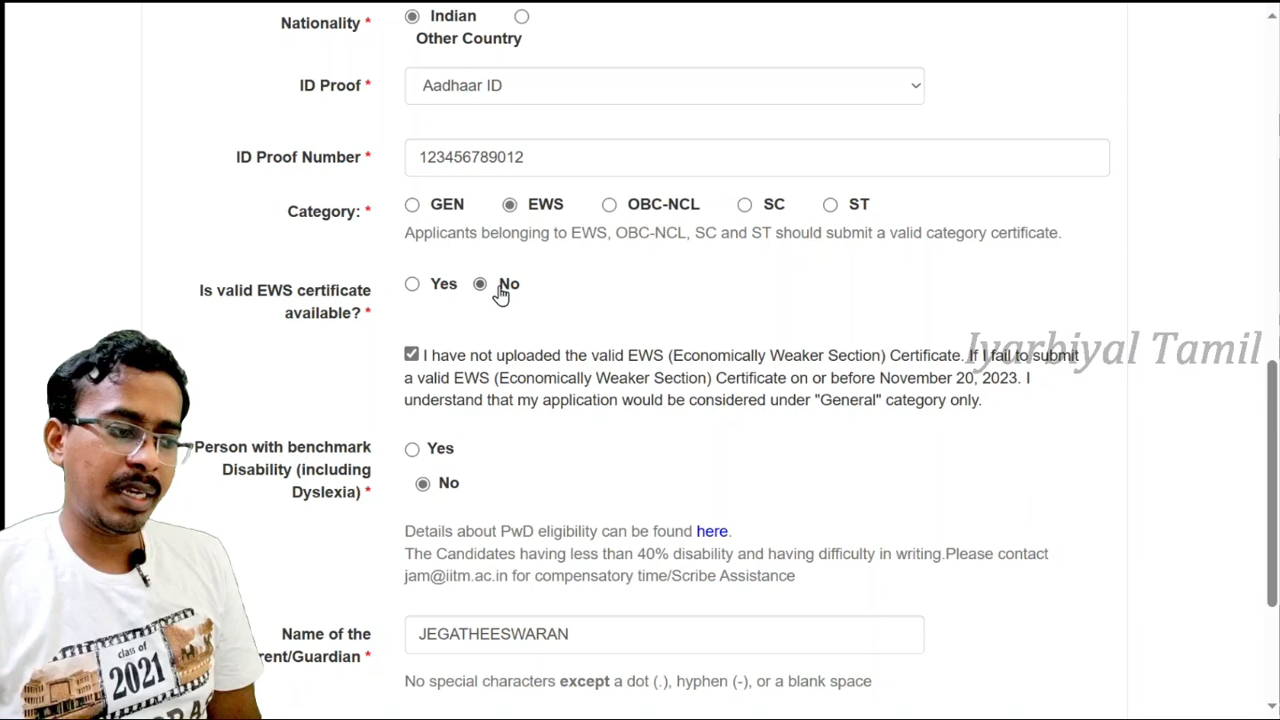 Nationality * Indian
Other Country
ID Proof * Aadhaar ID
ID Proof Number * 123456789012
Category: * GEN EWS OBC-NCL SC ST
Applicants belonging to EWS, OBC-NCL, SC and ST should submit a valid category certificate.
Is valid EWS certificate
available? *
Yes No
Iyarbiyal Tamil
I have not uploaded the valid EWS (Economically Weaker Section) Certificate. If I fail to submit
a valid EWS (Economically Weaker Section) Certificate on or before November 20, 2023. I
understand that my application would be considered under "General" category only.
Person with benchmark
Disability (including
Dyslexia) *
Yes
No
Details about PwD eligibility can be found here.
The Candidates having less than 40% disability and having difficulty in writing.Please contact
jam@iitm.ac.in for compensatory time/Scribe Assistance
Name of the
ent/Guardian *
JEGATHEESWARAN
No special characters except a dot (.), hyphen (-), or a blank space
class of
2021